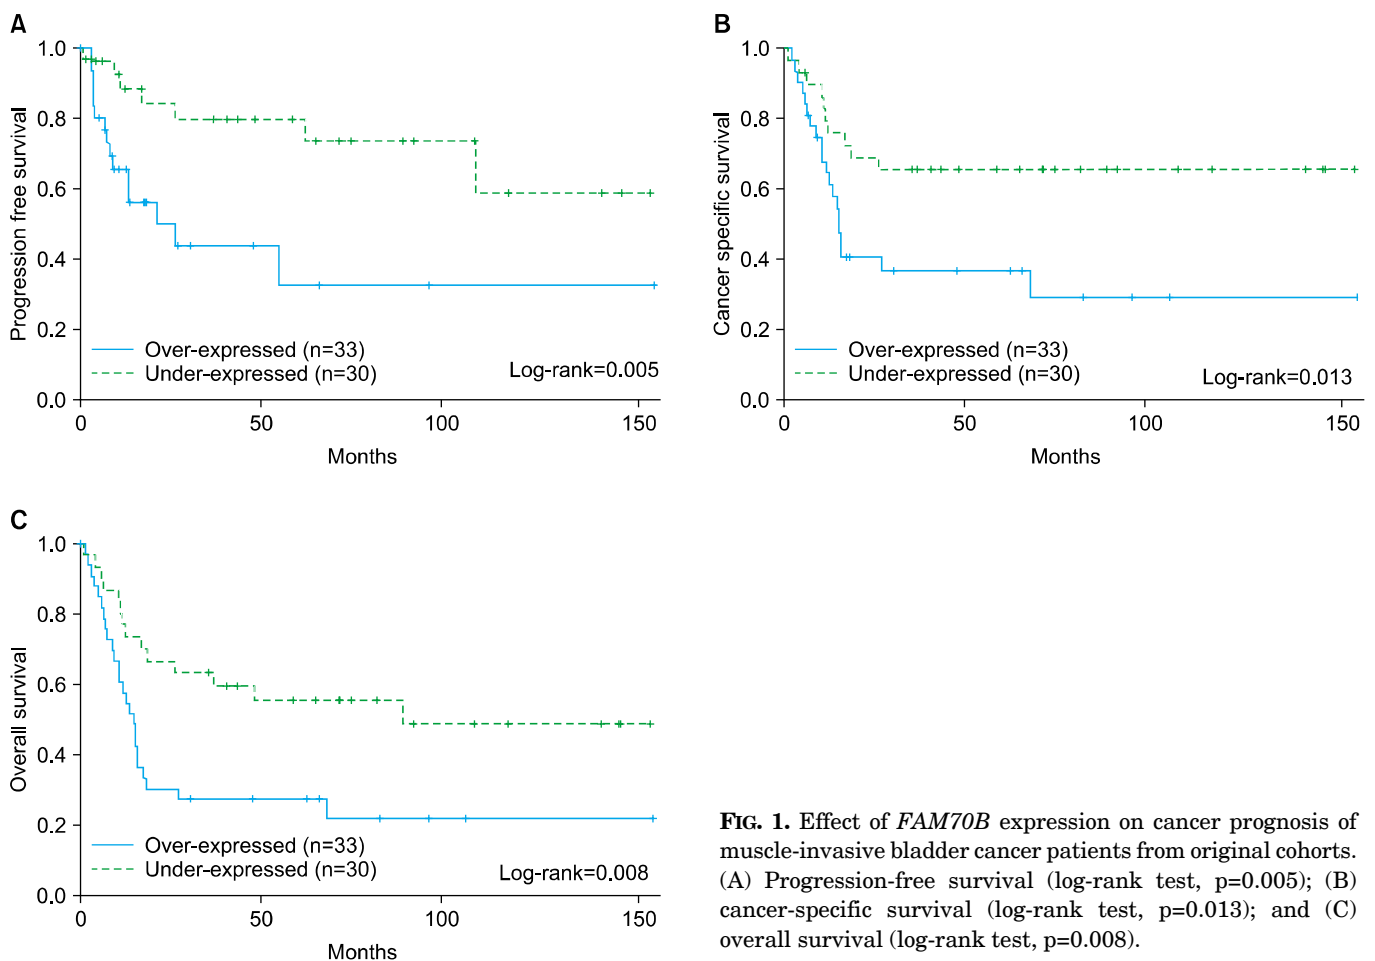 A
Progression free survival
1.0
0.8
0.6
0.4
0.2
0.0
Over-expressed (n=33)
Under-expressed (n=30)
Log-rank=0.005
0 50 100 150
Months
B
Cancer specific survival
1.0
0.8
0.6
0.4
0.2
0.0
Over-expressed (n=33)
Under-expressed (n=30)
Log-rank=0.013
0 50 100 150
Months
C
Overall survival
1.0
0.8
0.6
0.4
0.2
0.0
Over-expressed (n=33)
Under-expressed (n=30)
Log-rank=0.008
0 50 100 150
Months
FIG. 1. Effect of FAM70B expression on cancer prognosis of
muscle-invasive bladder cancer patients from original cohorts.
(A) Progression-free survival (log-rank test, p=0.005); (B)
cancer-specific survival (log-rank test, p=0.013); and (C)
overall survival (log-rank test, p=0.008).